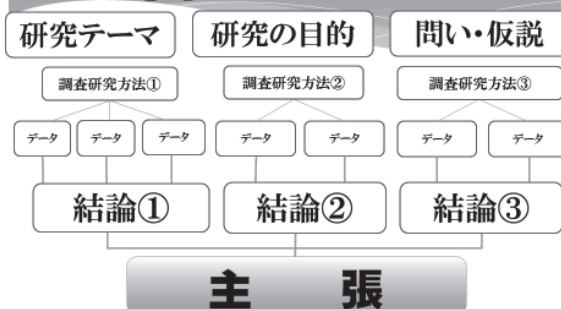 研究テーマ 研究の目的 問い・仮説
調査研究方法① 調査研究方法② 調査研究方法③
データ データ データ データ データ データ データ
結論① 結論② 結論③
主 張